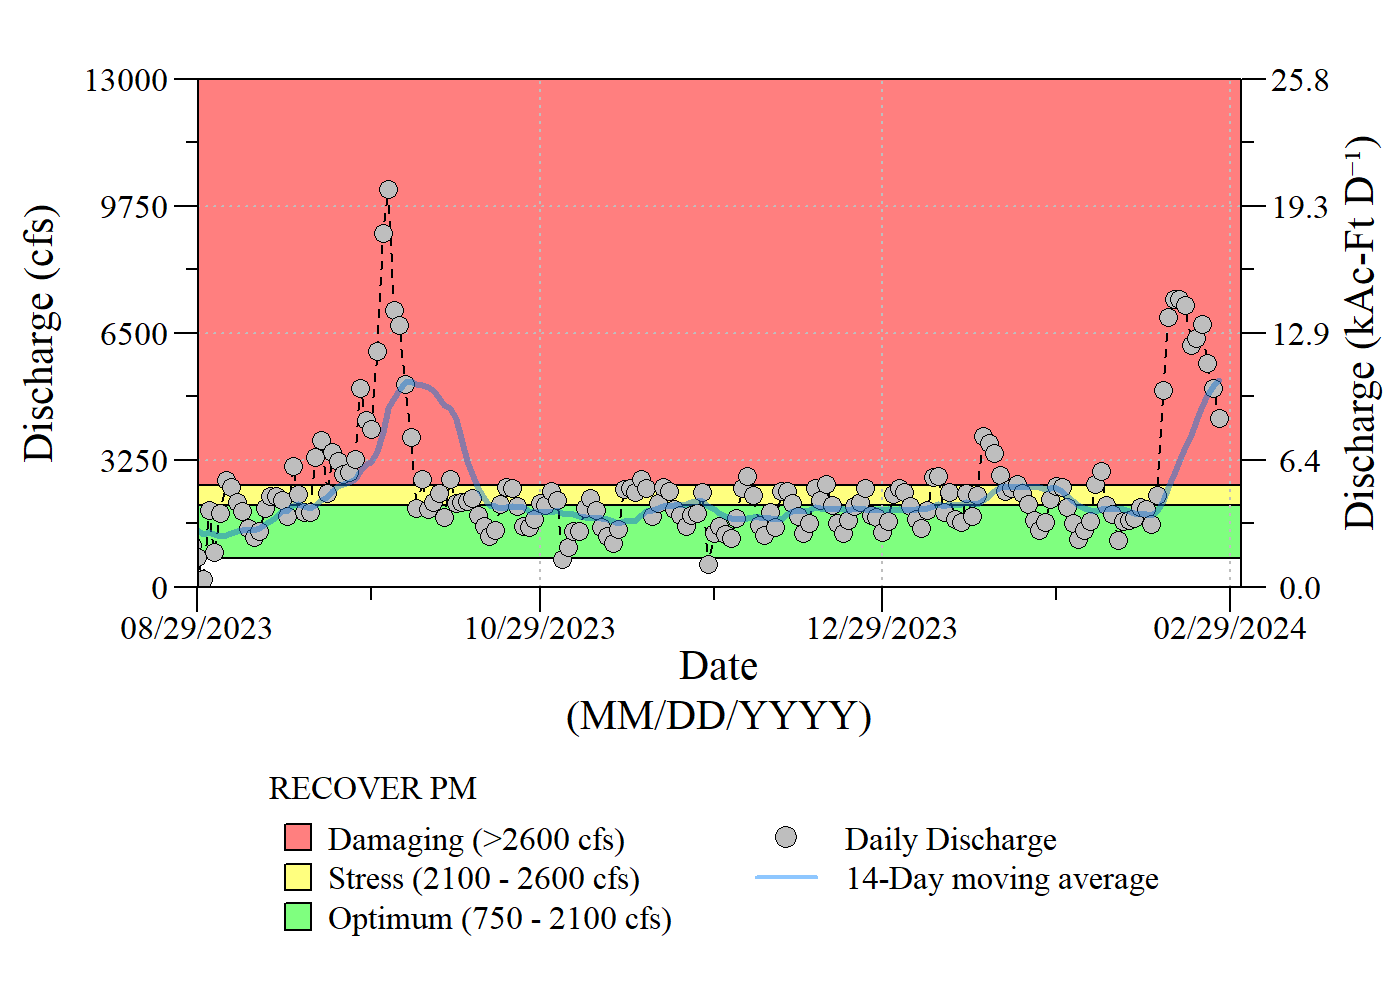 13000
9750
6500
3250
0
Discharge (cfs)
25.8
19.3
12.9
6.4
0.0
Discharge (kAc-Ft D⁻¹)
08/29/2023
10/29/2023
12/29/2023
02/29/2024
Date
(MM/DD/YYYY)
RECOVER PM
Damaging (>2600 cfs)
Stress (2100 - 2600 cfs)
Optimum (750 - 2100 cfs)
Daily Discharge
14-Day moving average